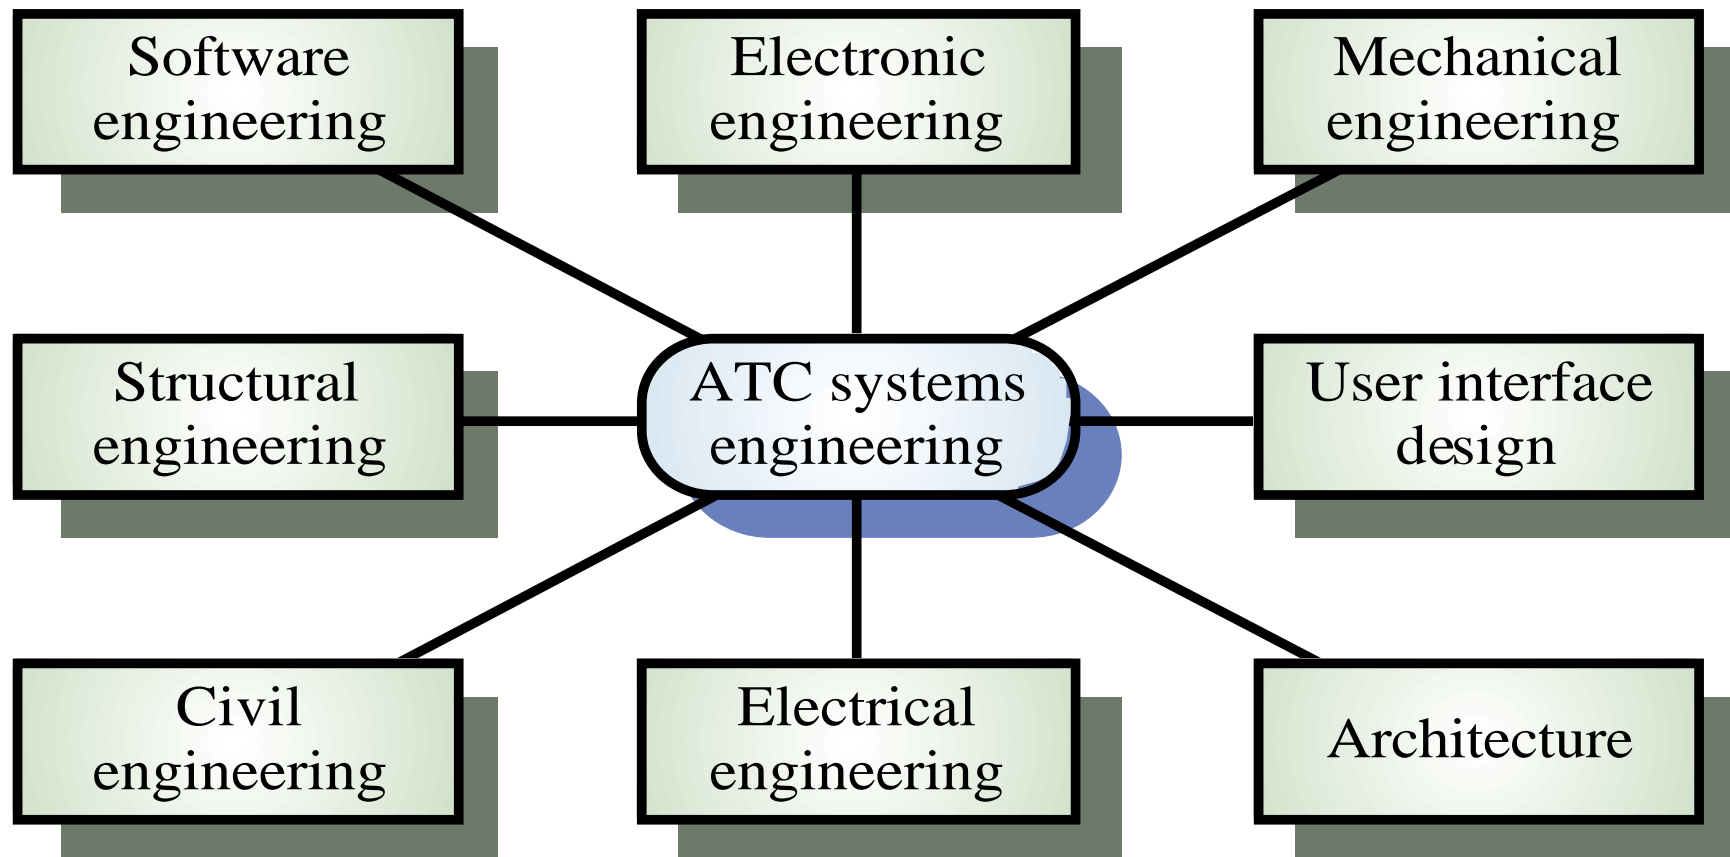 Software
engineering
Electronic
engineering
Mechanical
engineering
Structural
engineering
ATC systems
engineering
User interface
design
Civil
engineering
Electrical
engineering
Architecture